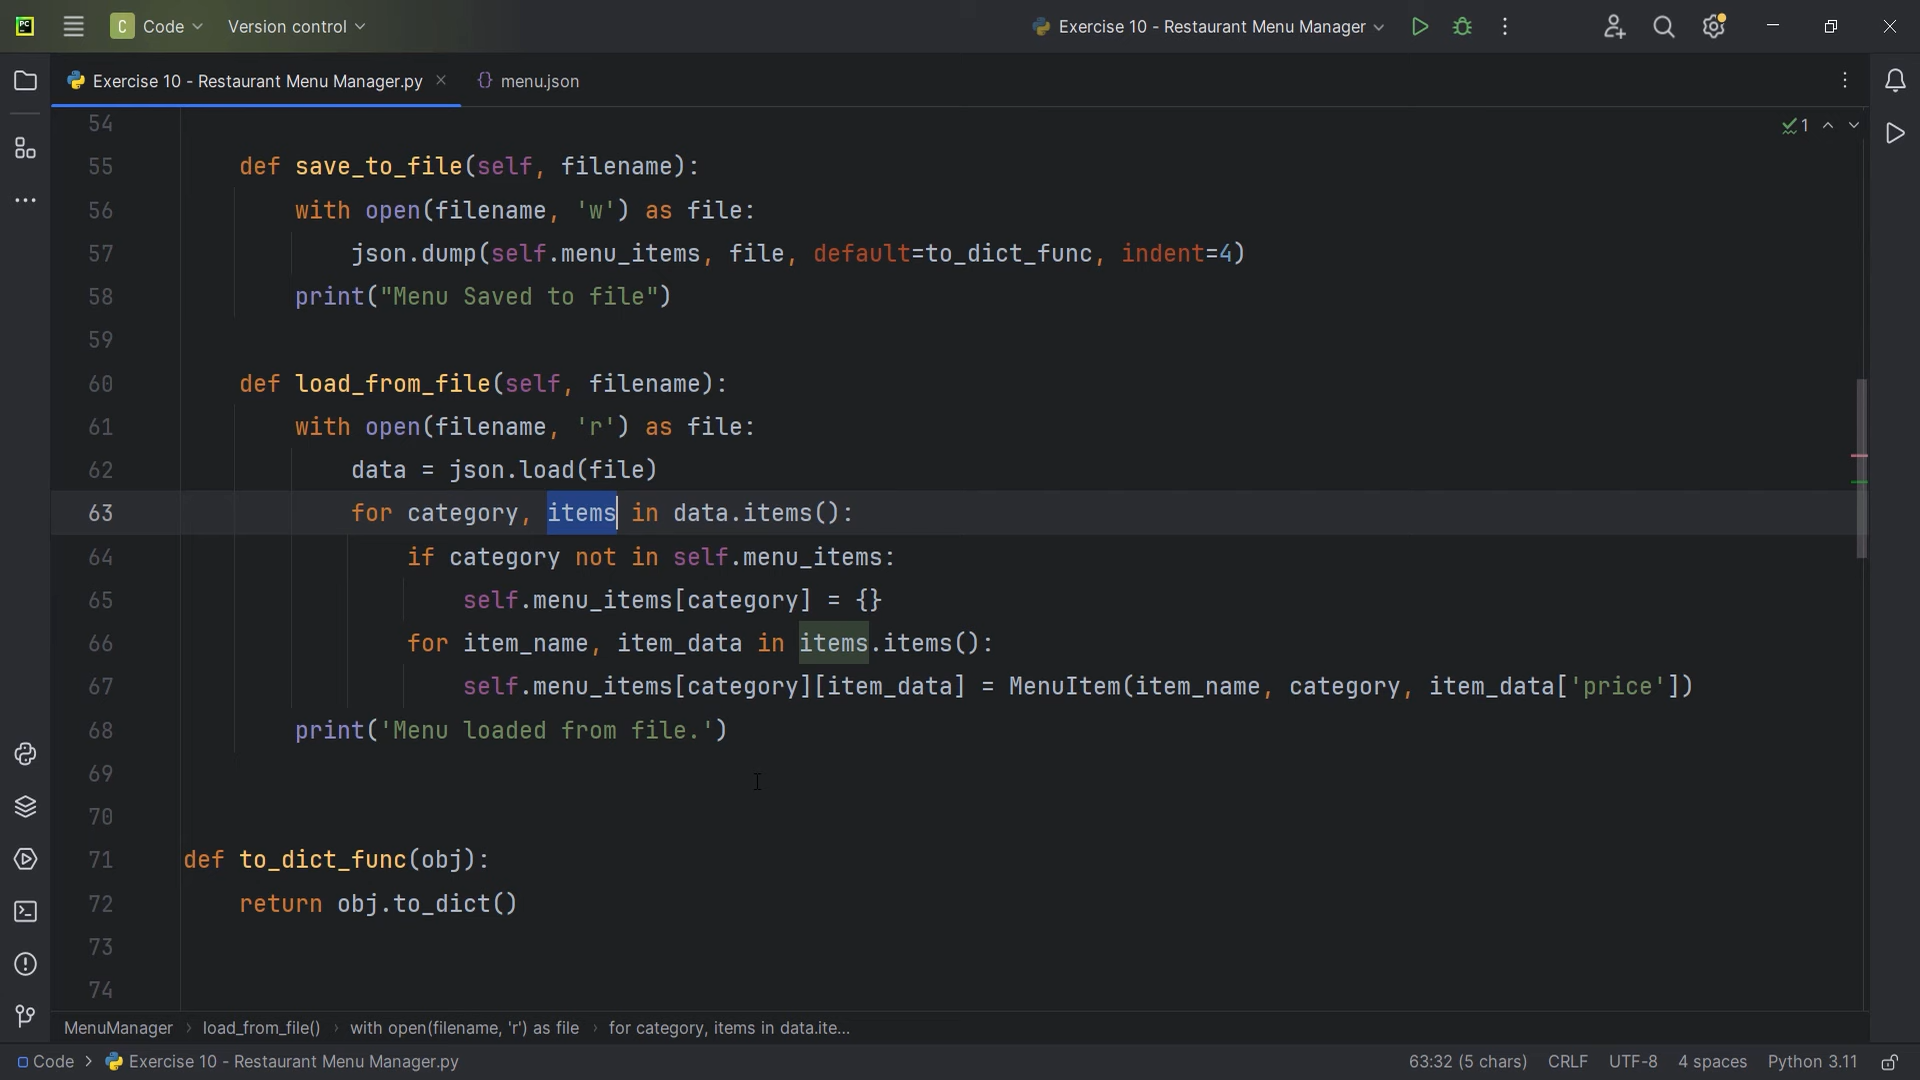 PC
C Code Version control Exercise 10 - Restaurant Menu Manager
Exercise 10 - Restaurant Menu Manager.py {} menu.json
1
54
55 def save_to_file(self, filename):
56 with open(filename, 'w') as file:
57 json.dump(self.menu_items, file, default=to_dict_func, indent=4)
58 print("Menu Saved to file")
59
60 def load_from_file(self, filename):
61 with open(filename, 'r') as file:
62 data = json.load(file)
63 for category, items in data.items():
64 if category not in self.menu_items:
65 self.menu_items[category] = {}
66 for item_name, item_data in items.items():
67 self.menu_items[category][item_data] = MenuItem(item_name, category, item_data['price'])
68 print('Menu loaded from file.')
69
70
71 def to_dict_func(obj):
72 return obj.to_dict()
73
74
MenuManager › load_from_file() › with open(filename, 'r') as file › for category, items in data.ite...
Code > Exercise 10 - Restaurant Menu Manager.py 63:32 (5 chars) CRLF UTF-8 4 spaces Python 3.11